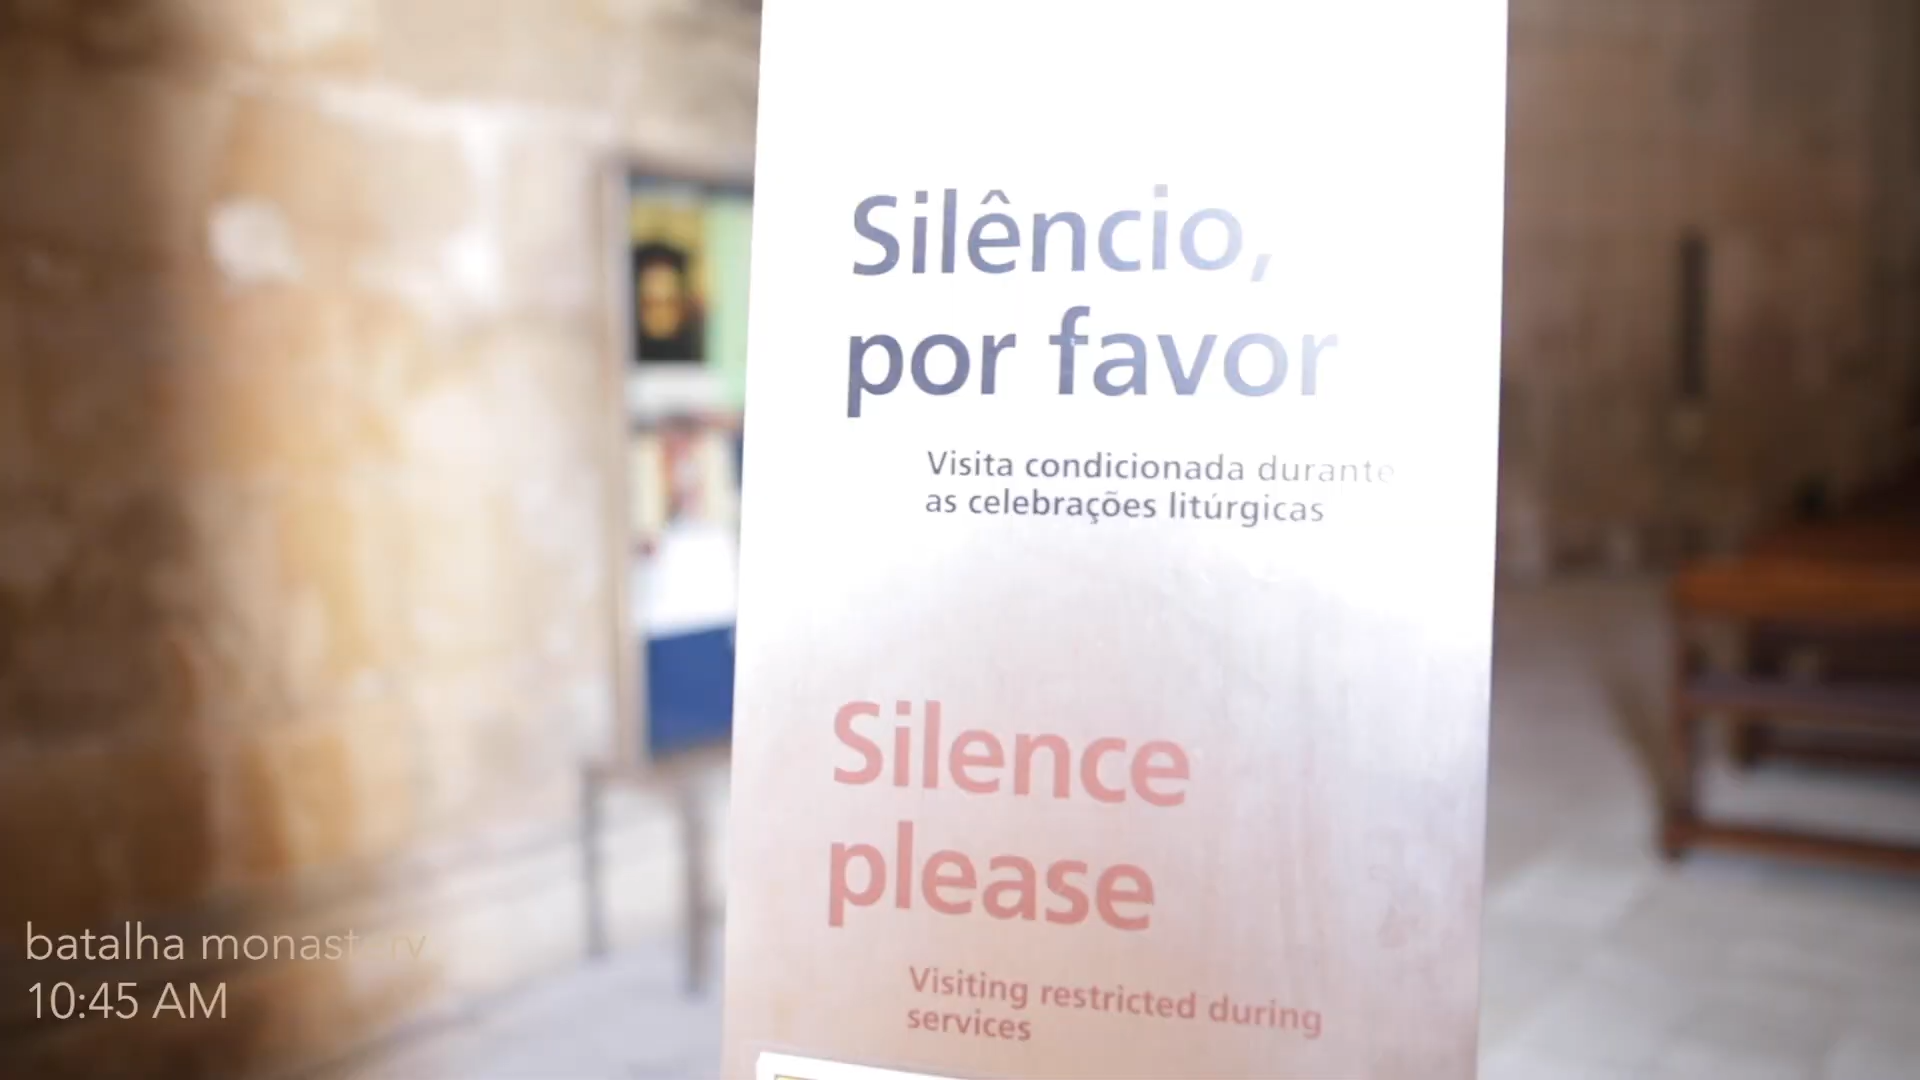 Silêncio,
por favor
Visita condicionada durante
as celebrações litúrgicas
Silence
please
Visiting restricted during
services
batalha monastery
10:45 AM